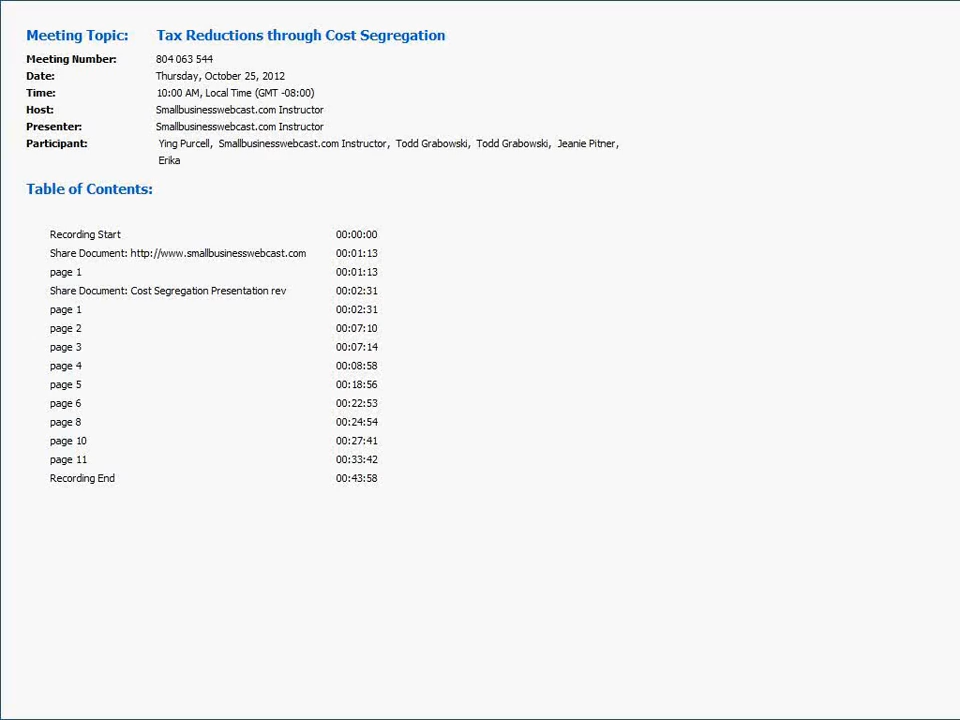 Meeting Topic: Tax Reductions through Cost Segregation
Meeting Number: 804 063 544
Date: Thursday, October 25, 2012
Time: 10:00 AM, Local Time (GMT -08:00)
Host: Smallbusinesswebcast.com Instructor
Presenter: Smallbusinesswebcast.com Instructor
Participant: Ying Purcell, Smallbusinesswebcast.com Instructor, Todd Grabowski, Todd Grabowski, Jeanie Pitner,
Erika
Table of Contents:
Recording Start 00:00:00
Share Document: http://www.smallbusinesswebcast.com 00:01:13
page 1 00:01:13
Share Document: Cost Segregation Presentation rev 00:02:31
page 1 00:02:31
page 2 00:07:10
page 3 00:07:14
page 4 00:08:58
page 5 00:18:56
page 6 00:22:53
page 8 00:24:54
page 10 00:27:41
page 11 00:33:42
Recording End 00:43:58